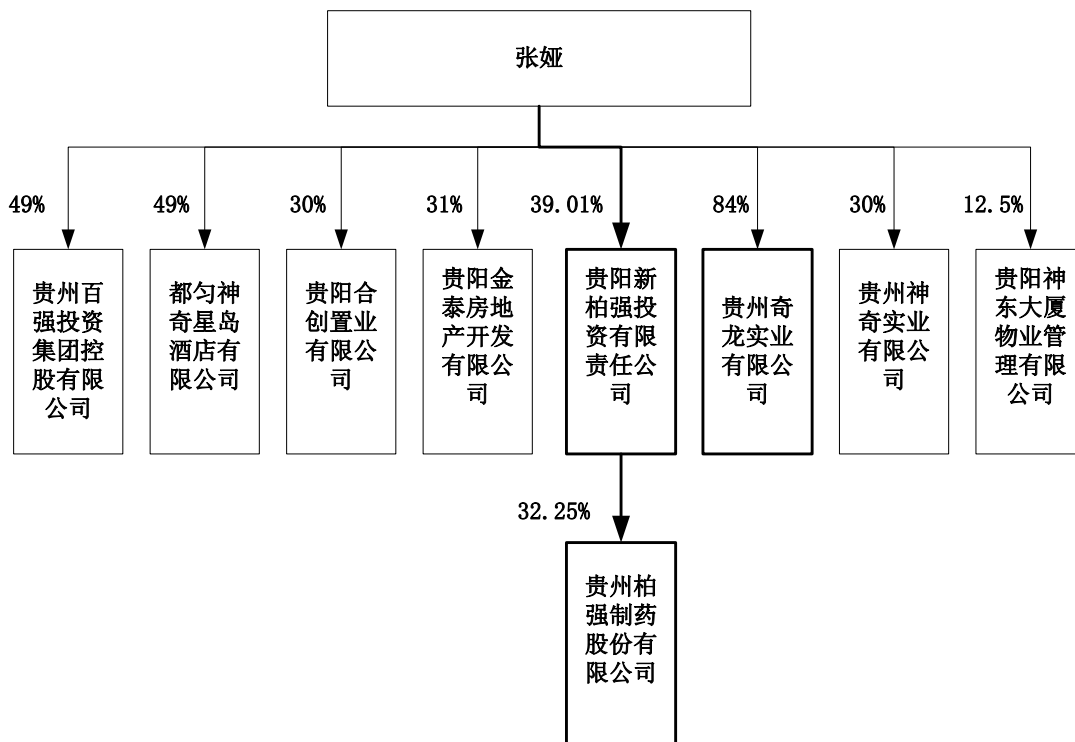 张娅
49%
49%
30%
31%
39.01%
84%
30%
12.5%
贵州百
强投资
集团控
股有限
公司
都匀神
奇星岛
酒店有
限公司
贵阳合
创置业
有限公
司
贵阳金
泰房地
产开发
有限公
司
贵阳新
柏强投
资有限
责任公
司
贵州奇
龙实业
有限公
司
贵州神
奇实业
有限公
司
贵阳神
东大厦
物业管
理有限
公司
32.25%
贵州柏
强制药
股份有
限公司